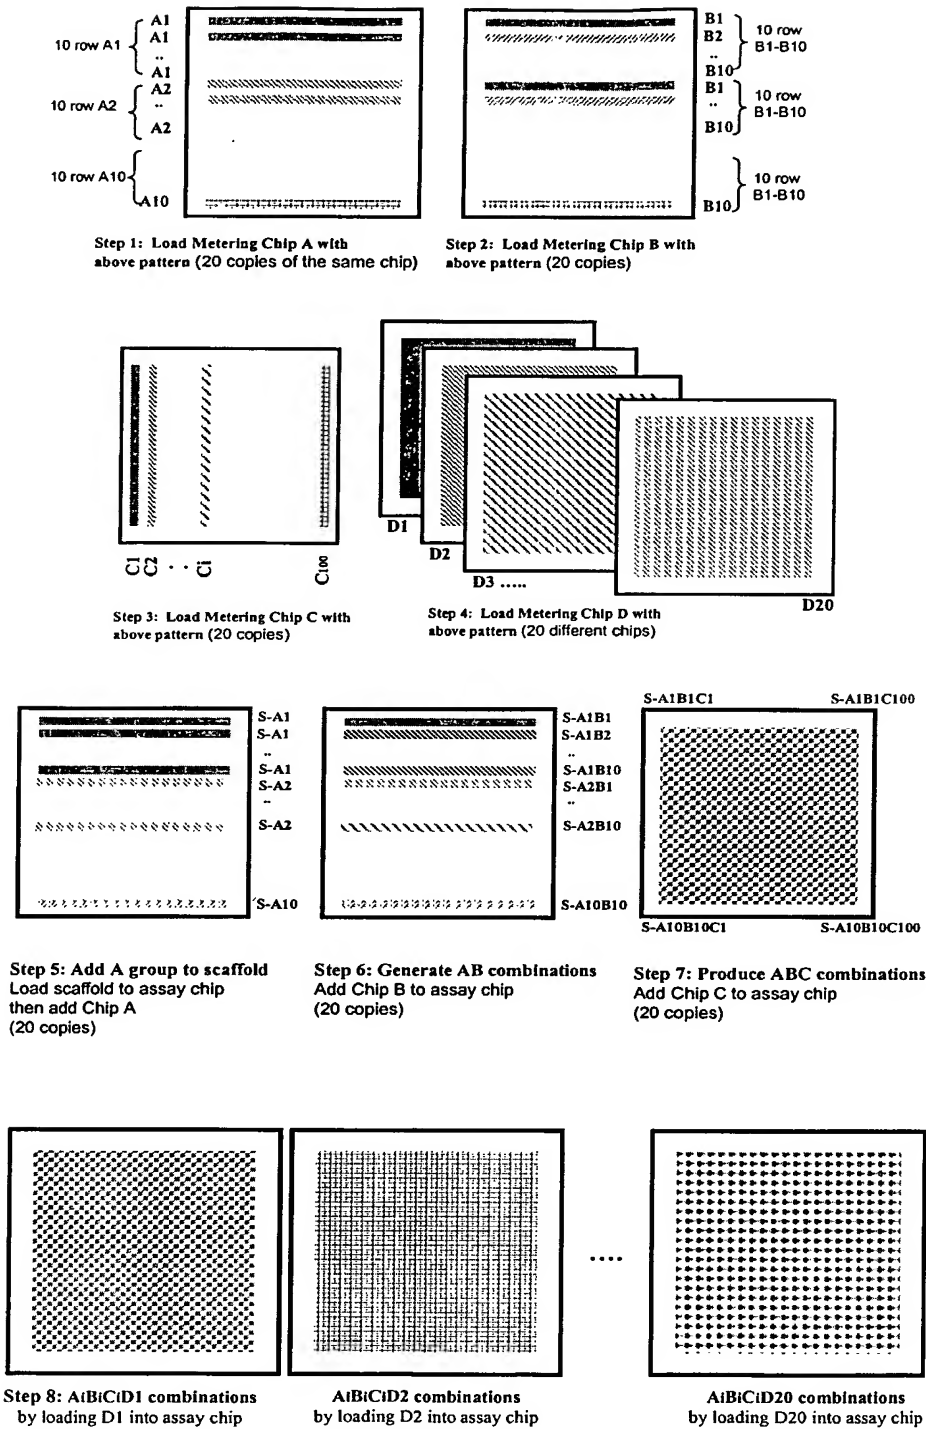 A1
A1
..
A1
A2
..
A2
A10
10 row A1
10 row A2
10 row A10
B1
B2
..
B10
B1
..
B10
B10
10 row
B1-B10
10 row
B1-B10
10 row
B1-B10
Step 1: Load Metering Chip A with
above pattern (20 copies of the same chip)
Step 2: Load Metering Chip B with
above pattern (20 copies)
C1
C2
. .
Ci
C100
D1
D2
D3 .....
D20
Step 3: Load Metering Chip C with
above pattern (20 copies)
Step 4: Load Metering Chip D with
above pattern (20 different chips)
S-A1
S-A1
..
S-A1
S-A2
..
S-A2
S-A10
S-A1B1
S-A1B2
..
S-A1B10
S-A2B1
..
S-A2B10
S-A10B10
S-A1B1C1 S-A1B1C100
S-A10B10C1 S-A10B10C100
Step 5: Add A group to scaffold
Load scaffold to assay chip
then add Chip A
(20 copies)
Step 6: Generate AB combinations
Add Chip B to assay chip
(20 copies)
Step 7: Produce ABC combinations
Add Chip C to assay chip
(20 copies)
....
Step 8: AiBiCiD1 combinations
by loading D1 into assay chip
AiBiCiD2 combinations
by loading D2 into assay chip
AiBiCiD20 combinations
by loading D20 into assay chip